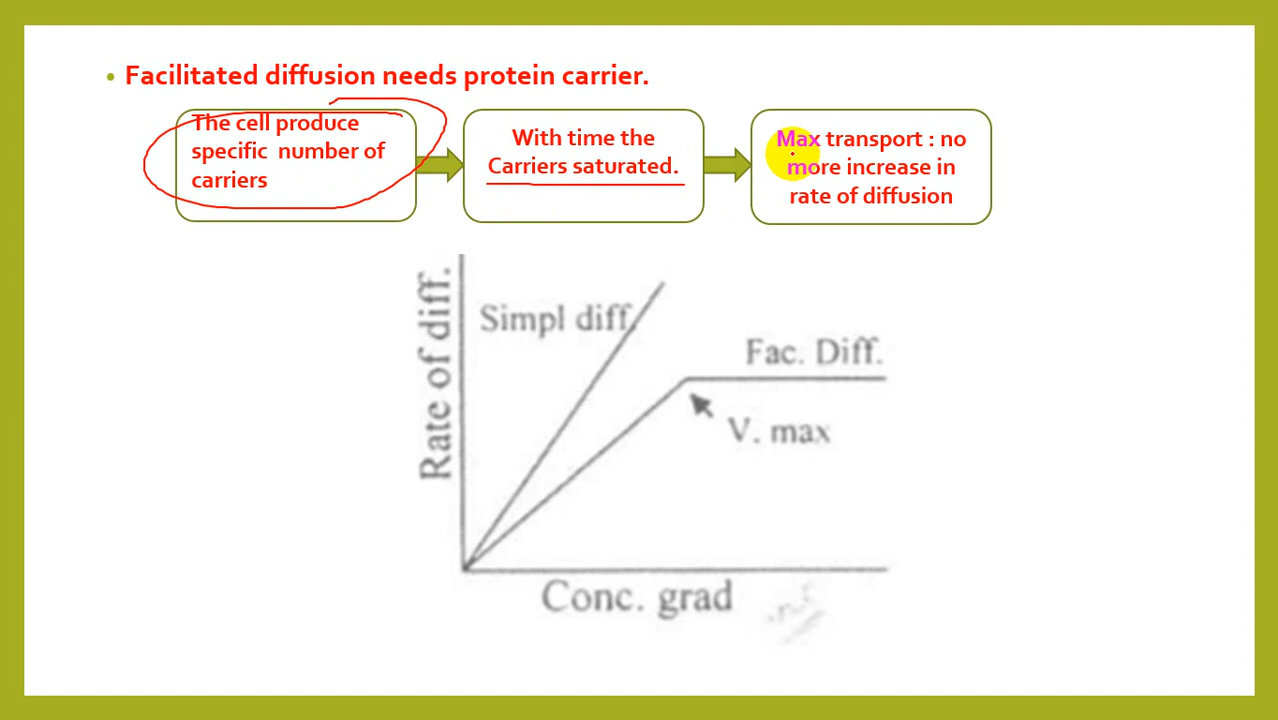 • Facilitated diffusion needs protein carrier.
The cell produce
specific number of
carriers
With time the
Carriers saturated.
Max transport : no
more increase in
rate of diffusion
Rate of diff.
Simpl diff.
Fac. Diff.
V. max
Conc. grad